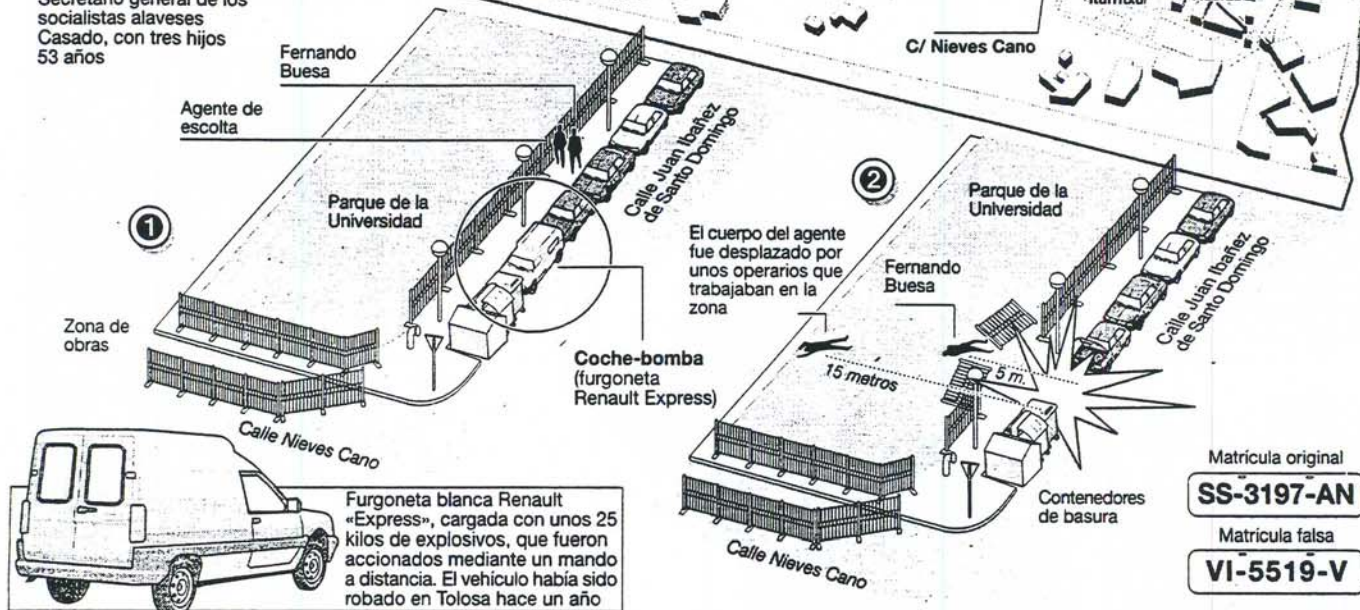 Secretario general de los
socialistas alaveses
Casado, con tres hijos
53 años
C/ Nieves Cano
1
Fernando
Buesa
Agente de
escolta
Parque de la
Universidad
Calle Juan Ibañez
de Santo Domingo
Zona de
obras
Coche-bomba
(furgoneta
Renault Express)
Calle Nieves Cano
2
Parque de la
Universidad
El cuerpo del agente
fue desplazado por
unos operarios que
trabajaban en la
zona
Fernando
Buesa
Calle Juan Ibañez
de Santo Domingo
15 metros
5 m.
Contenedores
de basura
Calle Nieves Cano
Furgoneta blanca Renault
«Express», cargada con unos 25
kilos de explosivos, que fueron
accionados mediante un mando
a distancia. El vehículo había sido
robado en Tolosa hace un año
Matrícula original
SS-3197-AN
Matrícula falsa
VI-5519-V